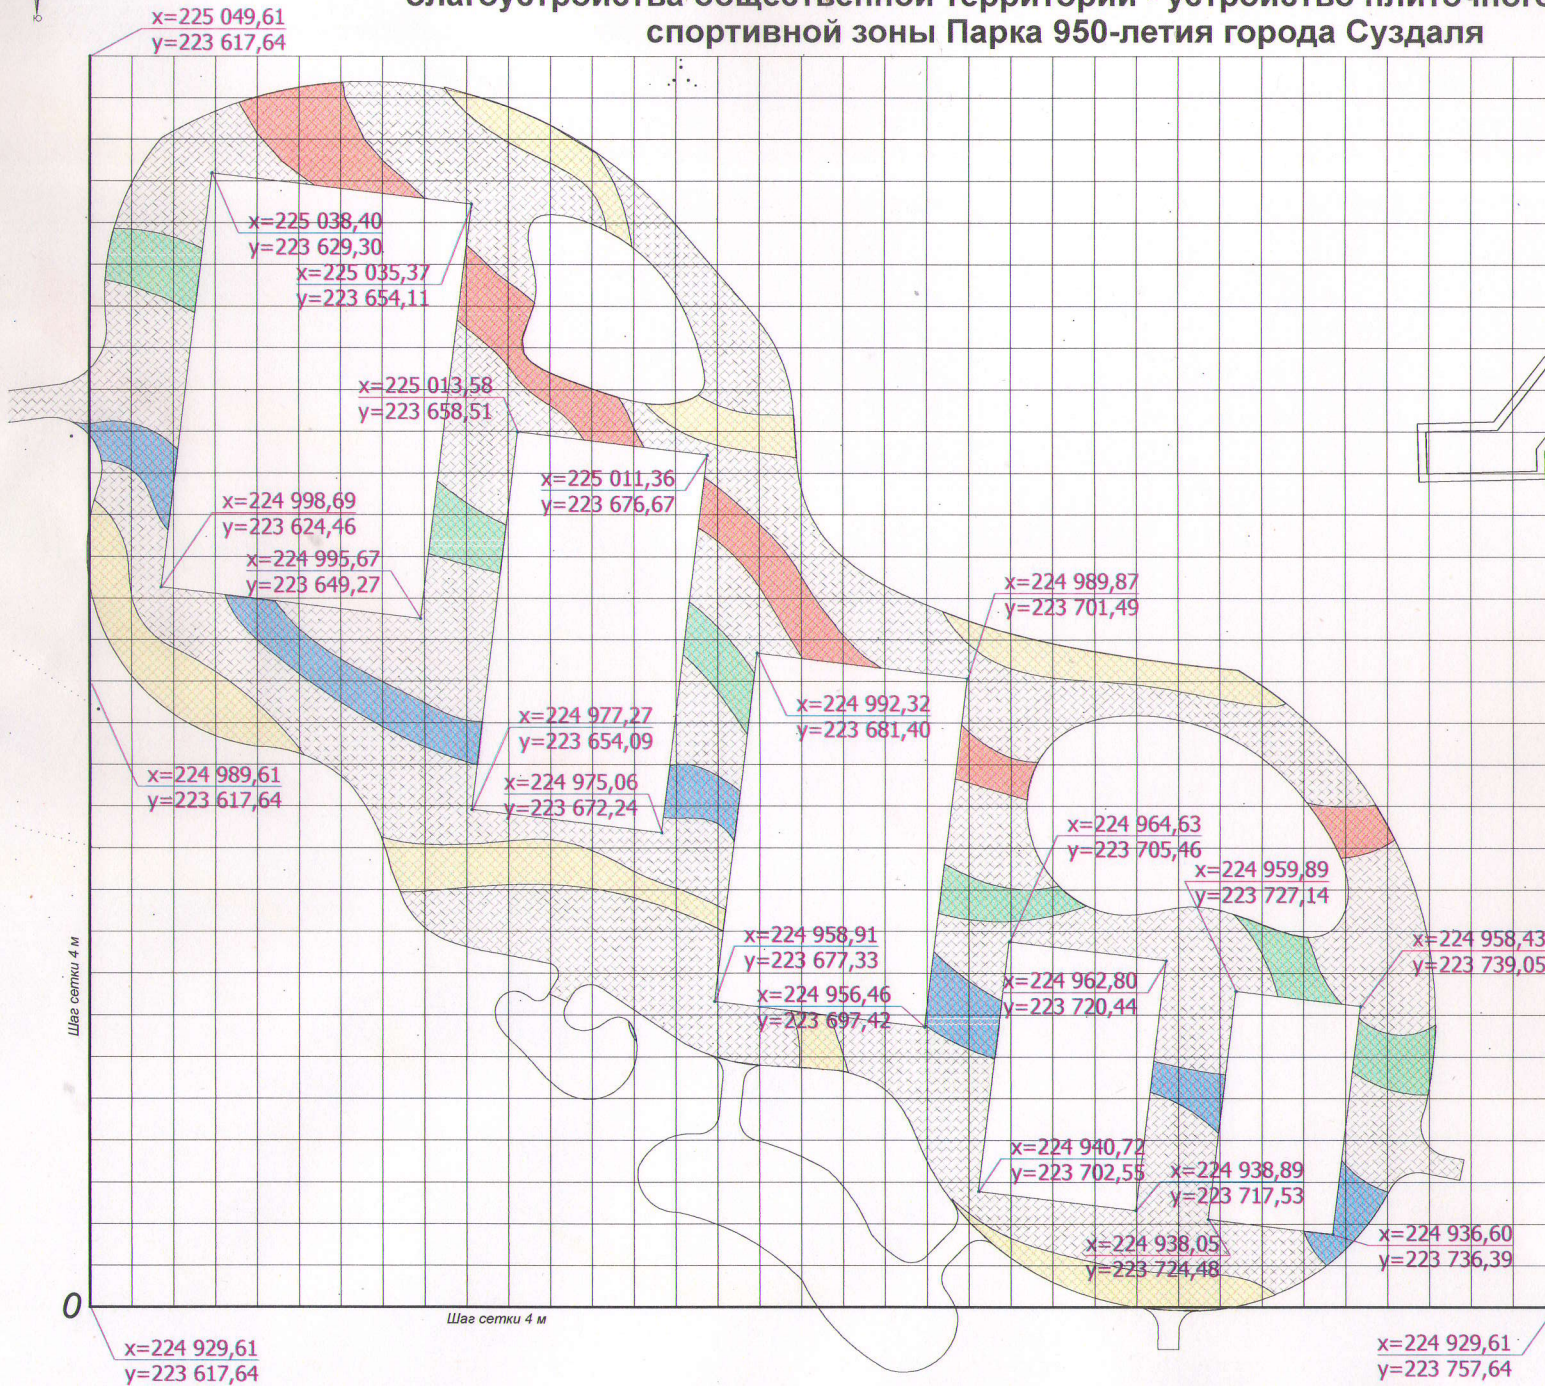 благоустройства общественной территории - устройство плиточного
спортивной зоны Парка 950-летия города Суздаля
x=225 049,61
y=223 617,64
x=225 038,40
y=223 629,30
x=225 035,37
y=223 654,11
x=225 013,58
y=223 658,51
x=225 011,36
y=223 676,67
x=224 998,69
y=223 624,46
x=224 995,67
y=223 649,27
x=224 989,87
y=223 701,49
x=224 992,32
y=223 681,40
x=224 977,27
y=223 654,09
x=224 989,61
y=223 617,64
x=224 975,06
y=223 672,24
x=224 964,63
y=223 705,46
x=224 959,89
y=223 727,14
x=224 958,91
y=223 677,33
x=224 958,43
y=223 739,05
x=224 956,46
y=223 697,42
x=224 962,80
y=223 720,44
Шаг сетки 4 м
x=224 940,72
y=223 702,55
x=224 938,89
y=223 717,53
x=224 938,05
y=223 724,48
x=224 936,60
y=223 736,39
0
Шаг сетки 4 м
x=224 929,61
y=223 617,64
x=224 929,61
y=223 757,64
ю